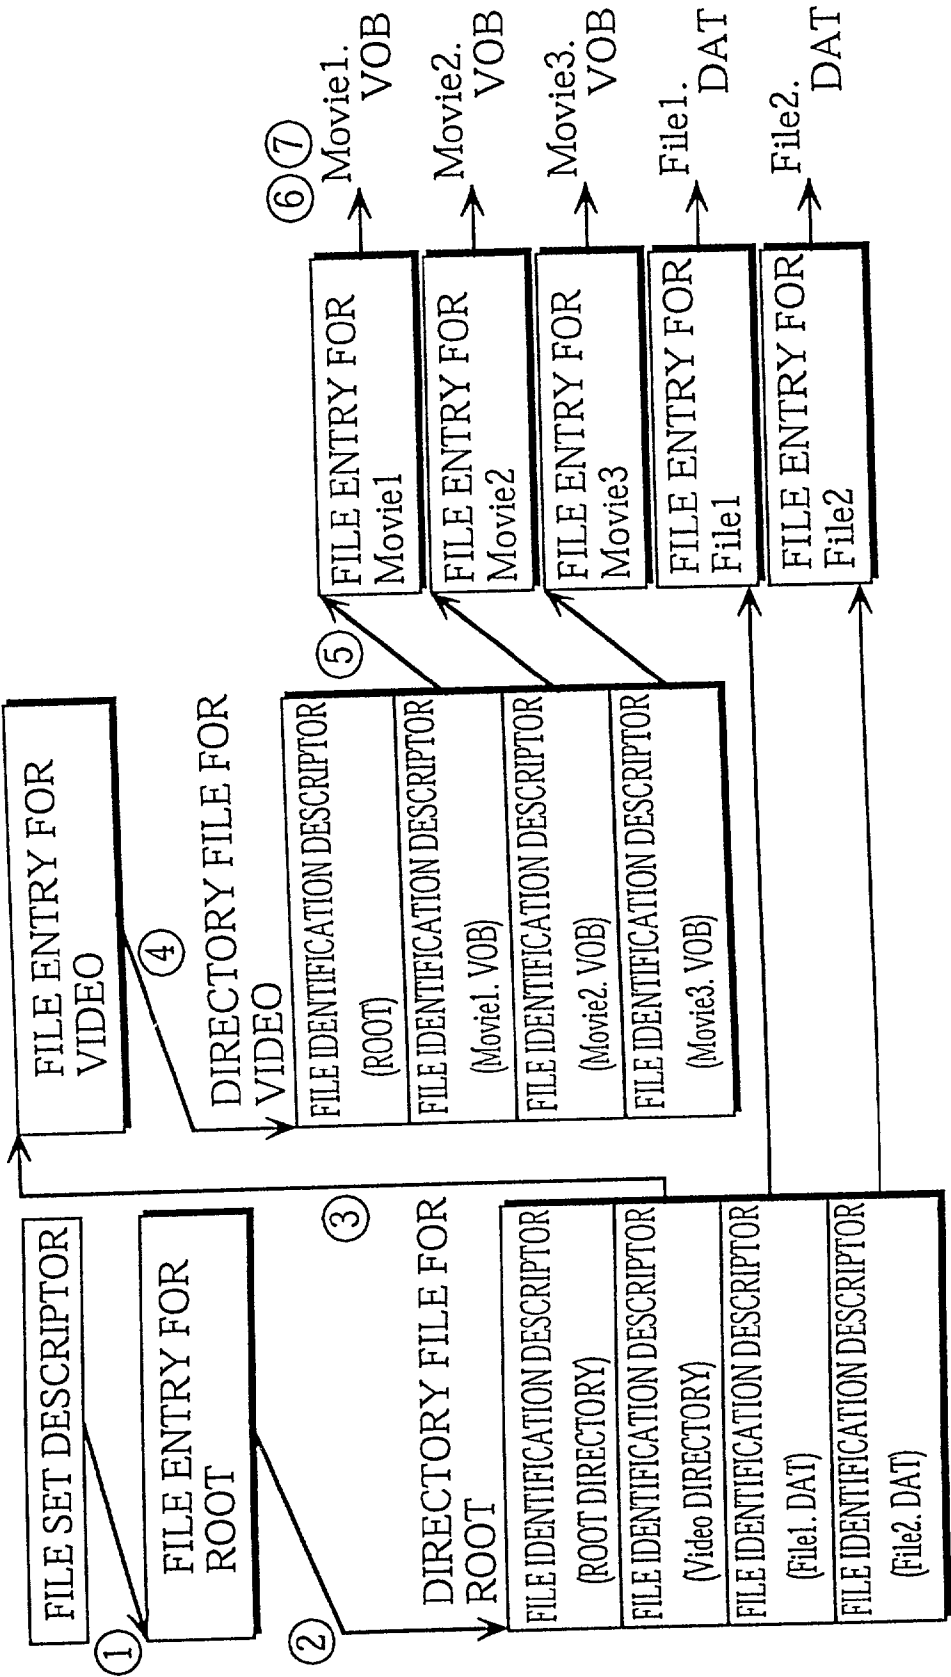 FILE SET DESCRIPTOR
①
FILE ENTRY FOR
ROOT
②
DIRECTORY FILE FOR
ROOT
FILE IDENTIFICATION DESCRIPTOR
(ROOT DIRECTORY)
FILE IDENTIFICATION DESCRIPTOR
(Video DIRECTORY)
FILE IDENTIFICATION DESCRIPTOR
(File1. DAT)
FILE IDENTIFICATION DESCRIPTOR
(File2. DAT)
③
FILE ENTRY FOR
VIDEO
④
DIRECTORY FILE FOR
VIDEO
FILE IDENTIFICATION DESCRIPTOR
(ROOT)
FILE IDENTIFICATION DESCRIPTOR
(Movie1. VOB)
FILE IDENTIFICATION DESCRIPTOR
(Movie2. VOB)
FILE IDENTIFICATION DESCRIPTOR
(Movie3. VOB)
⑤
FILE ENTRY FOR
Movie1
FILE ENTRY FOR
Movie2
FILE ENTRY FOR
Movie3
FILE ENTRY FOR
File1
FILE ENTRY FOR
File2
⑥⑦
Movie1.
VOB
Movie2.
VOB
Movie3.
VOB
File1.
DAT
File2.
DAT